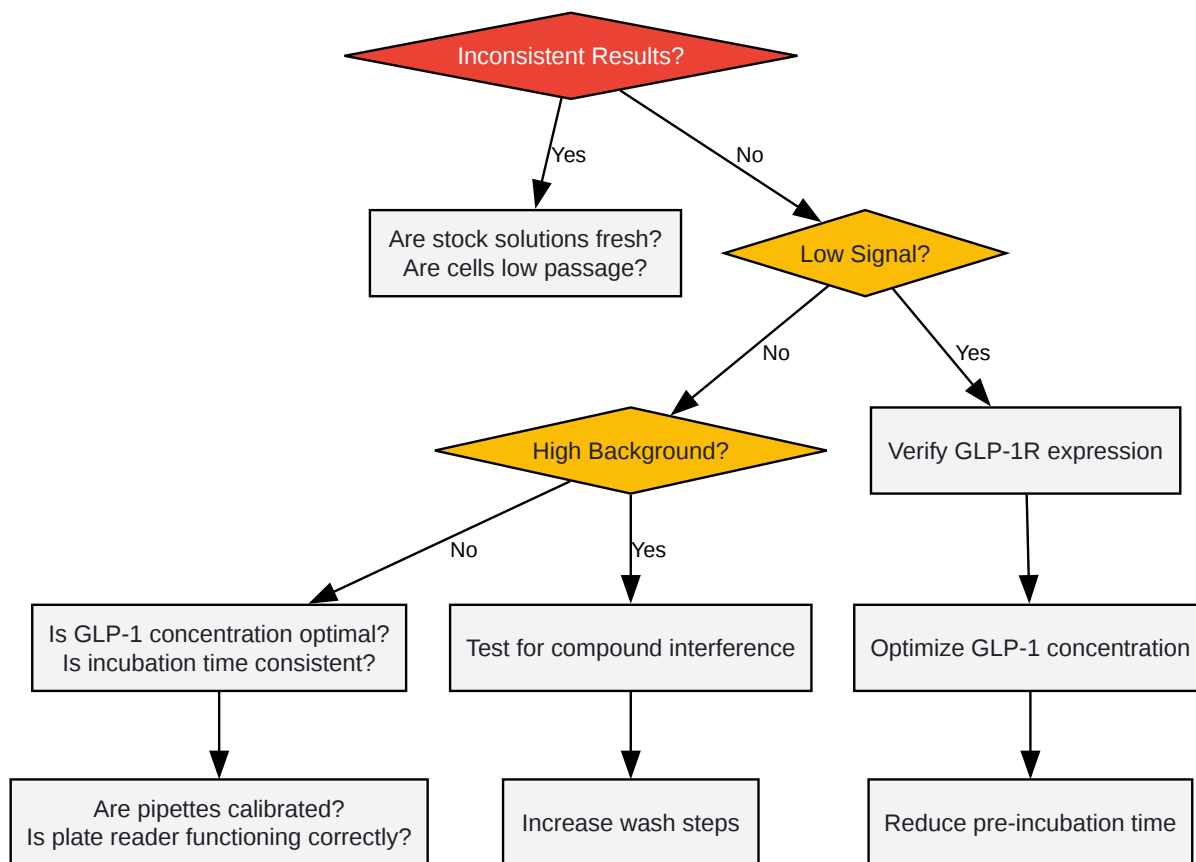 Inconsistent Results?
Yes
No
Are stock solutions fresh?
Are cells low passage?
Low Signal?
No
Yes
High Background?
Verify GLP-1R expression
No
Yes
Is GLP-1 concentration optimal?
Is incubation time consistent?
Test for compound interference
Optimize GLP-1 concentration
Are pipettes calibrated?
Is plate reader functioning correctly?
Increase wash steps
Reduce pre-incubation time